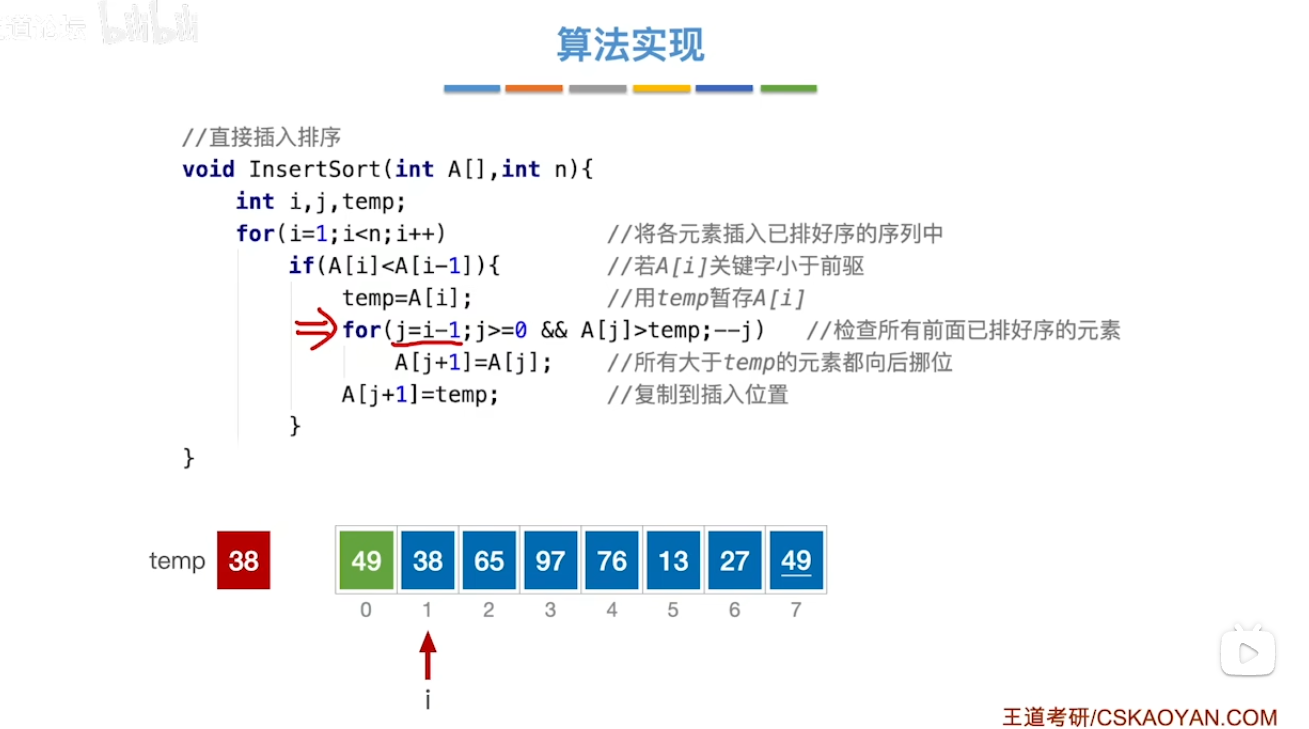 道论坛 bilibili
算法实现
//直接插入排序
void InsertSort(int A[],int n){
int i,j,temp;
for(i=1;i<n;i++) //将各元素插入已排好序的序列中
if(A[i]<A[i-1]){ //若A[i]关键字小于前驱
temp=A[i]; //用temp暂存A[i]
for(j=i-1;j>=0 && A[j]>temp;--j) //检查所有前面已排好序的元素
A[j+1]=A[j]; //所有大于temp的元素都向后挪位
A[j+1]=temp; //复制到插入位置
}
}
temp 38 49 38 65 97 76 13 27 49
0 1 2 3 4 5 6 7
i
王道考研/CSKAOYAN.COM